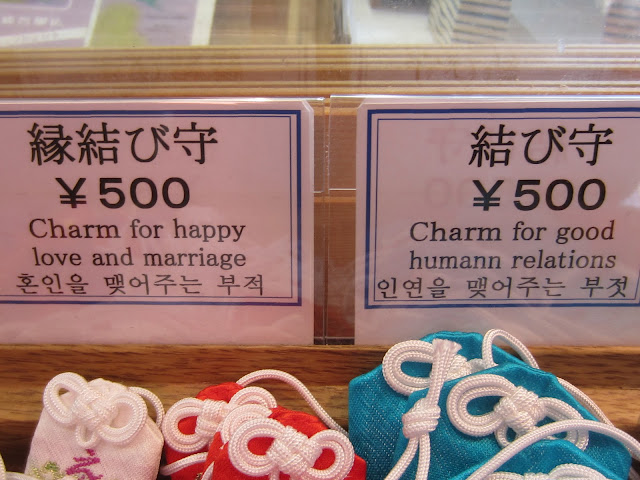 縁結び守
￥500
Charm for happy
love and marriage
혼인을 맺어주는 부적
結び守
￥500
Charm for good
humann relations
인연을 맺어주는 부젓